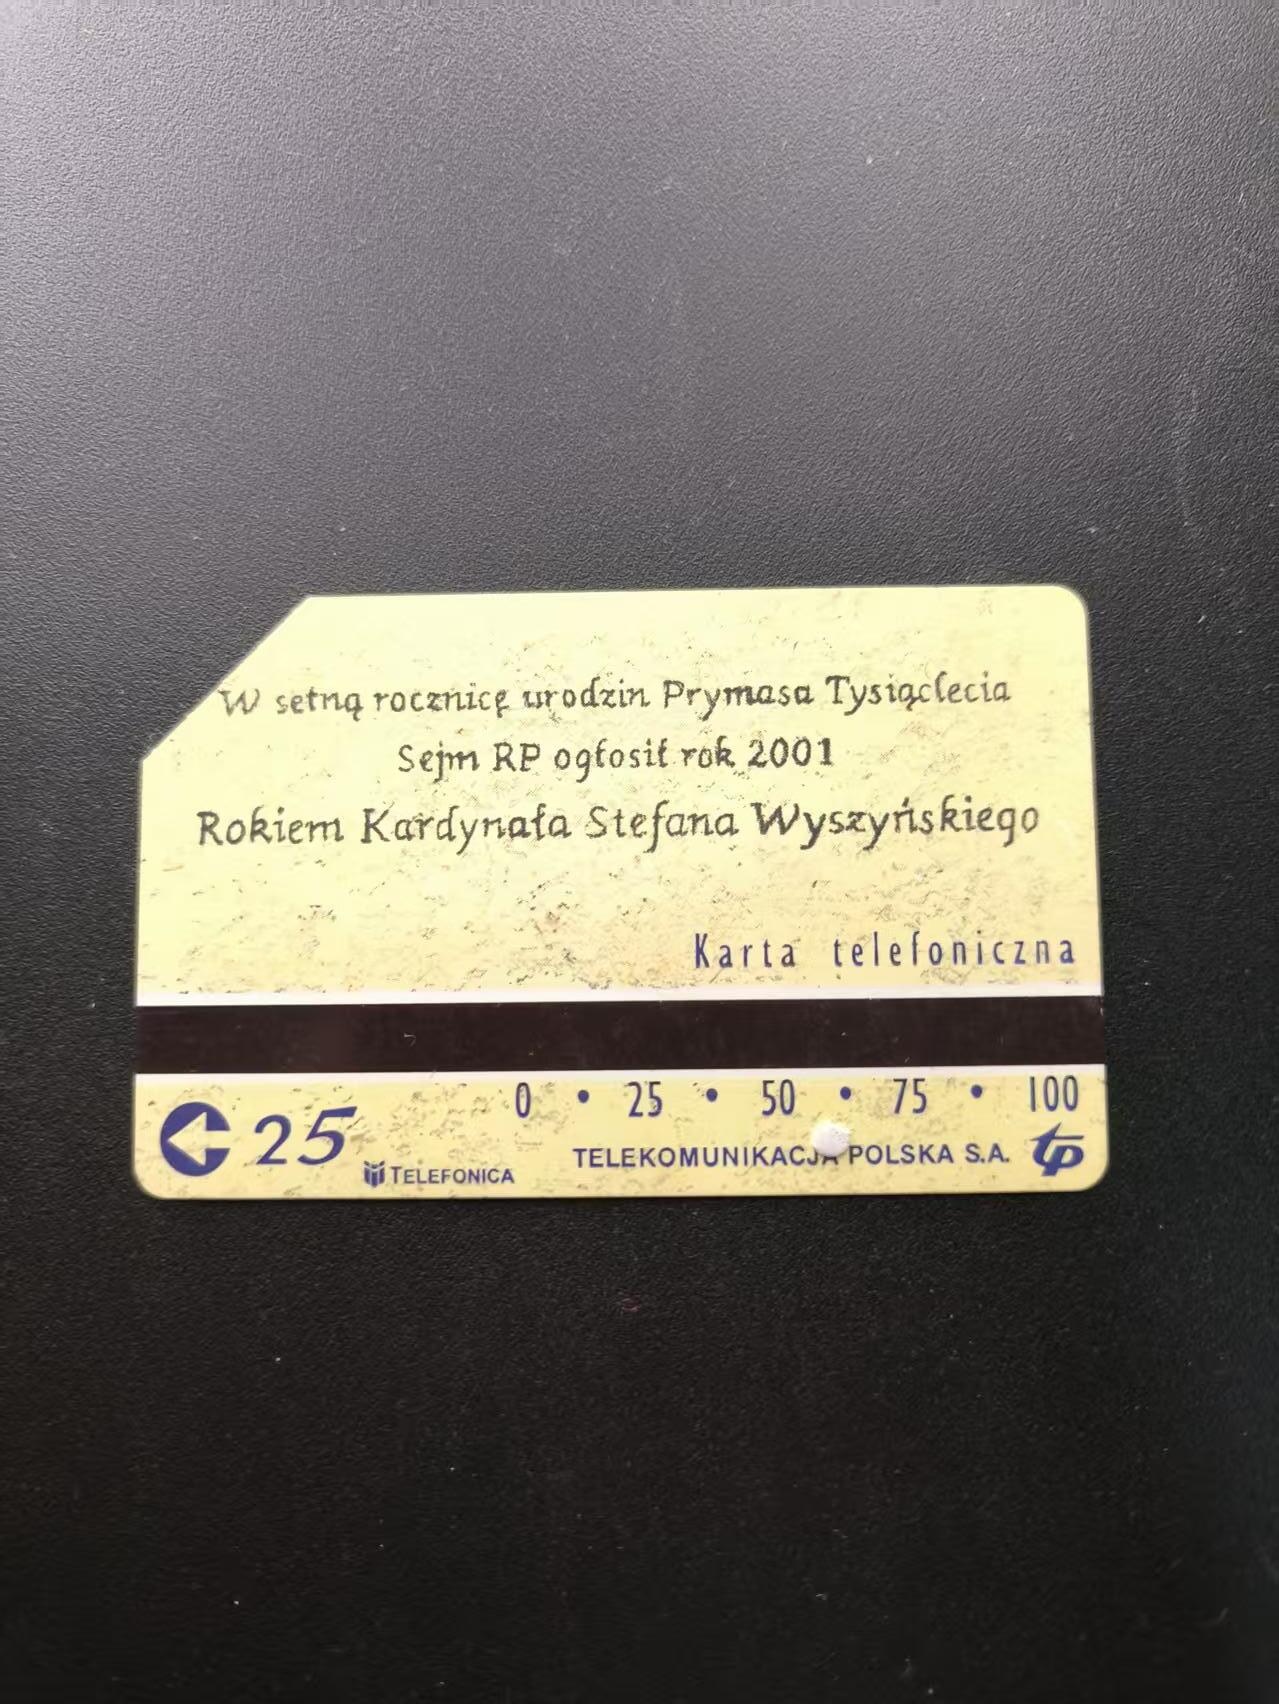 W setną rocznicę urodzin Prymasa Tysiąclecia
Sejm RP ogłosił rok 2001
Rokiem Kardynała Stefana Wyszyńskiego
Karta telefoniczna
0 • 25 • 50 • 75 • 100
25
TELEFONICA
TELEKOMUNIKACJA POLSKA S.A. tp